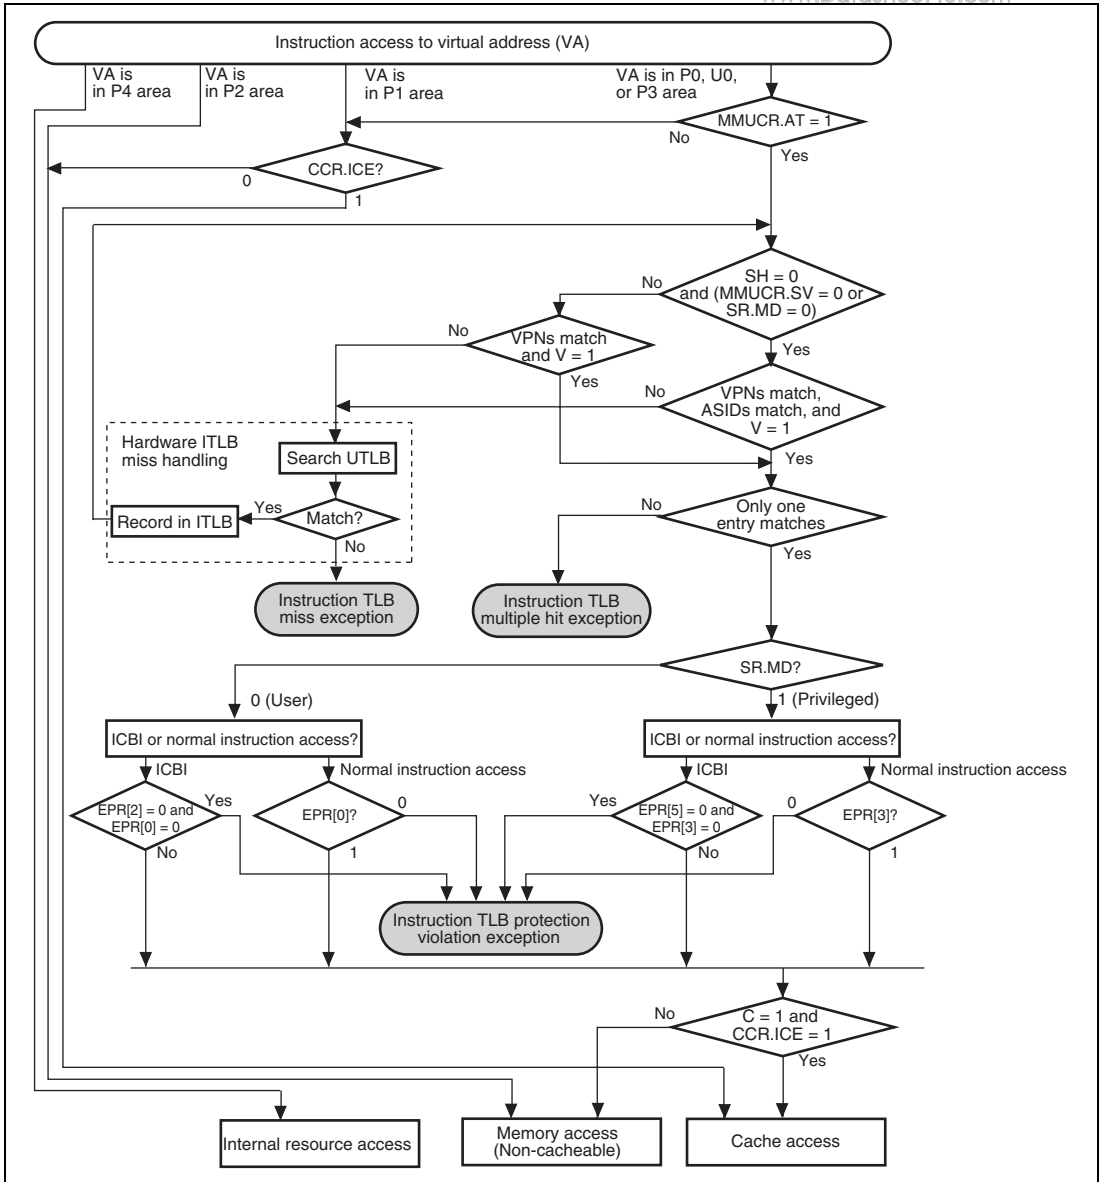 Instruction access to virtual address (VA)
VA is
in P4 area
VA is
in P2 area
VA is
in P1 area
VA is in P0, U0,
or P3 area
MMUCR.AT = 1
No
Yes
CCR.ICE?
0
1
SH = 0
and (MMUCR.SV = 0 or
SR.MD = 0)
No
Yes
VPNs match
and V = 1
No
Yes
VPNs match,
ASIDs match, and
V = 1
No
Yes
Hardware ITLB
miss handling
Search UTLB
Match?
Yes
No
Record in ITLB
Only one
entry matches
No
Yes
Instruction TLB
miss exception
Instruction TLB
multiple hit exception
SR.MD?
0 (User)
1 (Privileged)
ICBI or normal instruction access?
ICBI or normal instruction access?
ICBI
Normal instruction access
ICBI
Normal instruction access
EPR[2] = 0 and
EPR[0] = 0
Yes
No
EPR[0]?
0
1
EPR[5] = 0 and
EPR[3] = 0
Yes
No
EPR[3]?
0
1
Instruction TLB protection
violation exception
C = 1 and
CCR.ICE = 1
No
Yes
Internal resource access
Memory access
(Non-cacheable)
Cache access